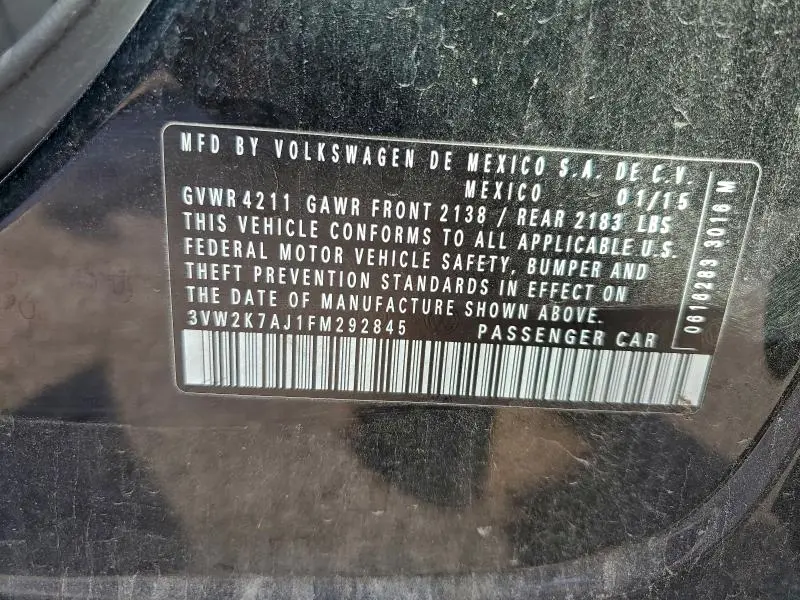 MFD BY VOLKSWAGEN DE MEXICO S.A. DE C.V.
MEXICO 01/15
GVWR 4211 GAWR FRONT 2138 / REAR 2183 LBS
THIS VEHICLE CONFORMS TO ALL APPLICABLE U.S.
FEDERAL MOTOR VEHICLE SAFETY, BUMPER AND
THEFT PREVENTION STANDARDS IN EFFECT ON
THE DATE OF MANUFACTURE SHOWN ABOVE.
3VW2K7AJ1FM292845 PASSENGER CAR
0618283 3016 M